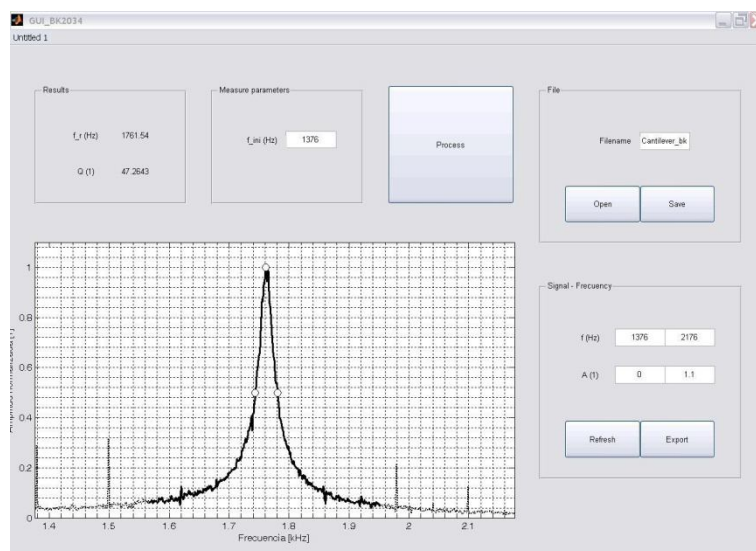 GUI_BK2034
Untitled 1
Results
f_r (Hz) 1761.54
Q (1) 47.2643
Measure parameters
f_ini (Hz) 1376
Process
File
Filename Cantilever_bk
Open Save
Signal - Frecuency
f (Hz) 1376 2176
A (1) 0 1.1
Refresh Export
1
0.8
0.6
0.4
0.2
0
1.4 1.5 1.6 1.7 1.8 1.9 2 2.1
Frecuencia [kHz]